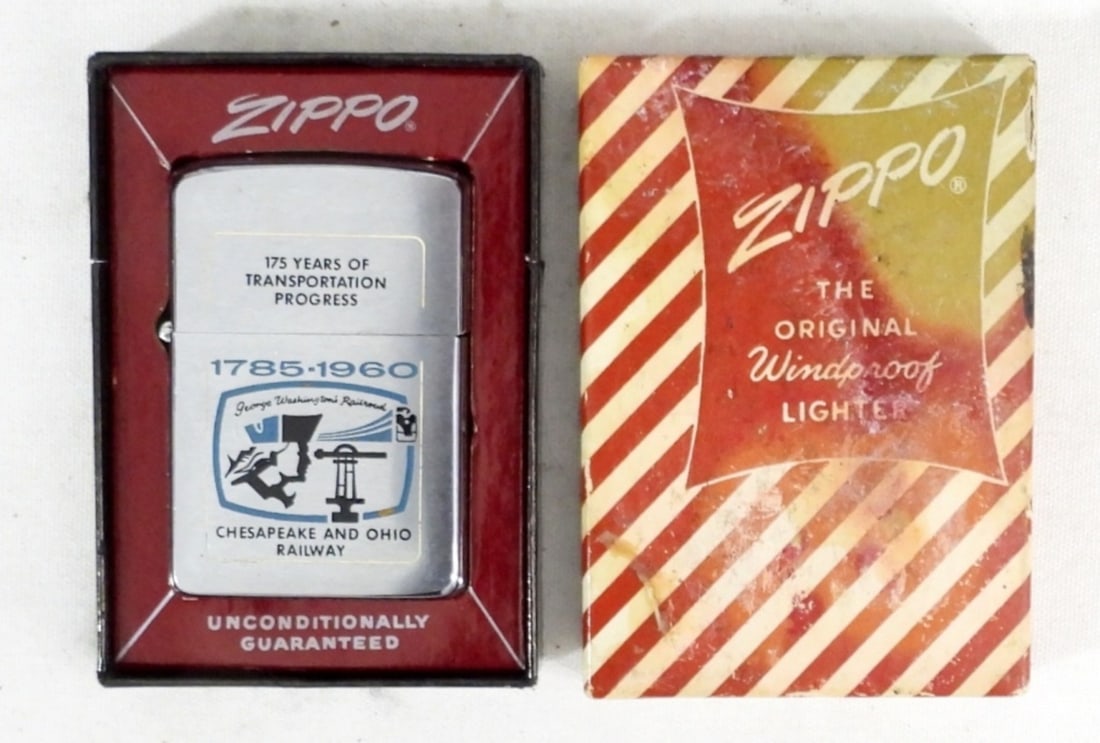 ZIPPO®
175 YEARS OF
TRANSPORTATION
PROGRESS
1785·1960
George Washington's Railroad
CHESAPEAKE AND OHIO
RAILWAY
UNCONDITIONALLY
GUARANTEED
ZIPPO®
THE
ORIGINAL
Windproof
LIGHTER